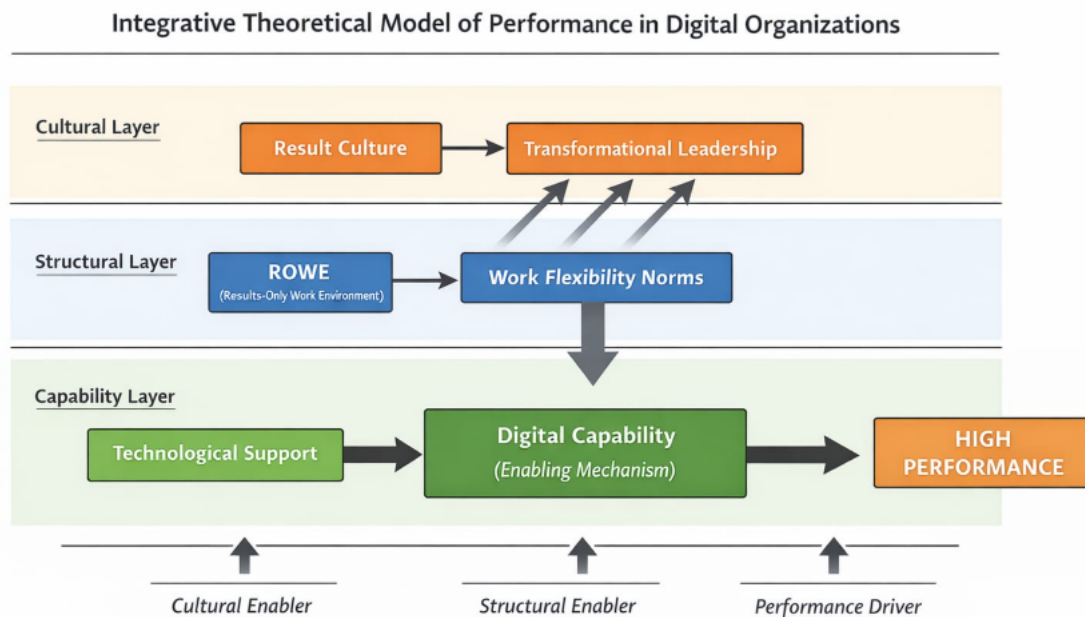 Integrative Theoretical Model of Performance in Digital Organizations
Cultural Layer
Result Culture
Transformational Leadership
Structural Layer
ROWE
(Results-Only Work Environment)
Work Flexibility Norms
Capability Layer
Technological Support
Digital Capability
(Enabling Mechanism)
HIGH
PERFORMANCE
Cultural Enabler
Structural Enabler
Performance Driver